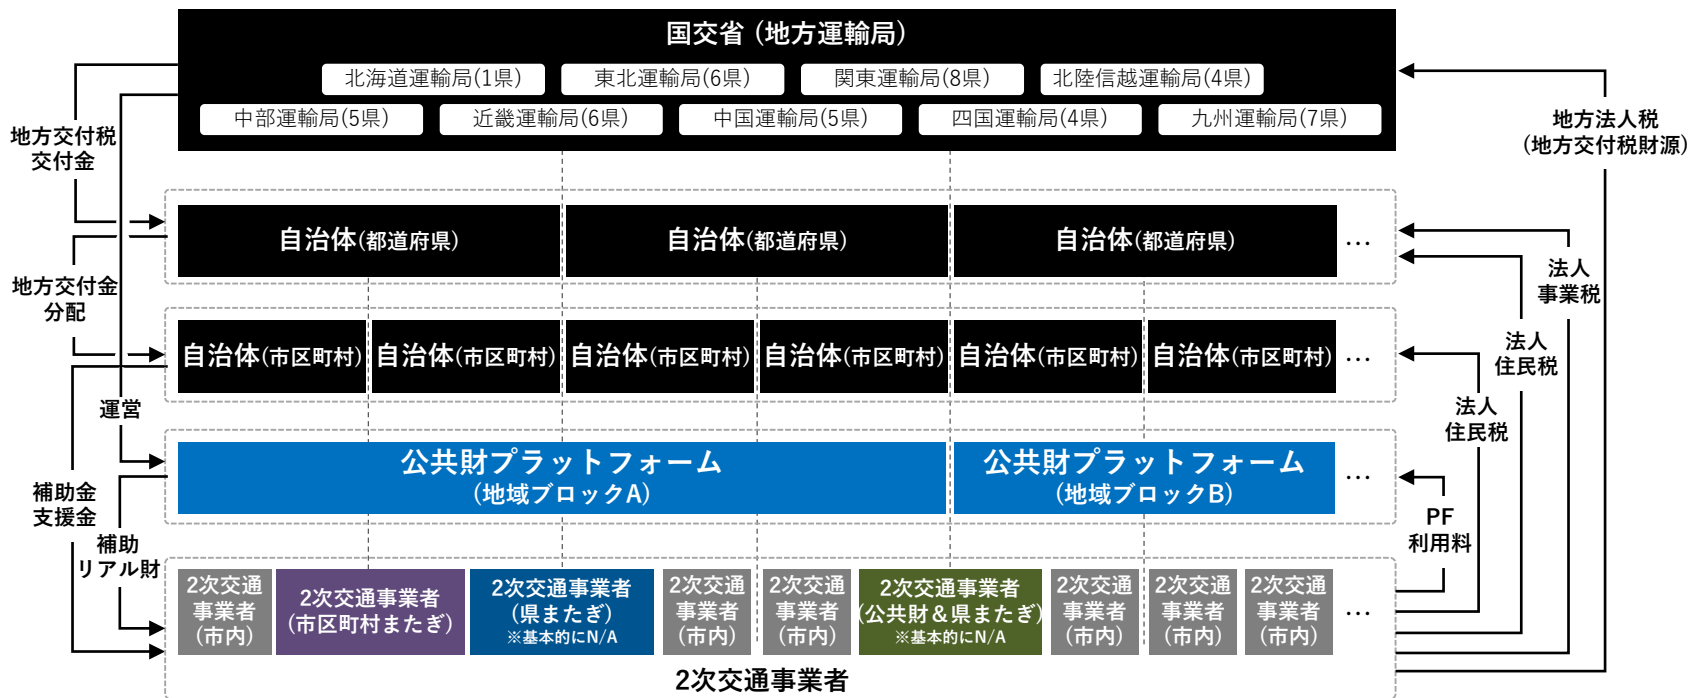 国交省 (地方運輸局)
北海道運輸局(1県)
東北運輸局(6県)
関東運輸局(8県)
北陸信越運輸局(4県)
中部運輸局(5県)
近畿運輸局(6県)
中国運輸局(5県)
四国運輸局(4県)
九州運輸局(7県)
地方交付税
交付金
地方法人税
(地方交付税財源)
自治体(都道府県)
自治体(都道府県)
自治体(都道府県)
…
地方交付金
分配
法人
事業税
自治体(市区町村)
自治体(市区町村)
自治体(市区町村)
自治体(市区町村)
自治体(市区町村)
自治体(市区町村)
…
法人
住民税
運営
法人
住民税
公共財プラットフォーム
(地域ブロックA)
公共財プラットフォーム
(地域ブロックB)
…
補助金
支援金
PF
利用料
補助
リアル財
2次交通
事業者
(市内)
2次交通事業者
(市区町村またぎ)
2次交通事業者
(県またぎ)
※基本的にN/A
2次交通
事業者
(市内)
2次交通
事業者
(市内)
2次交通事業者
(公共財＆県またぎ)
※基本的にN/A
2次交通
事業者
(市内)
2次交通
事業者
(市内)
2次交通
事業者
(市内)
…
2次交通事業者